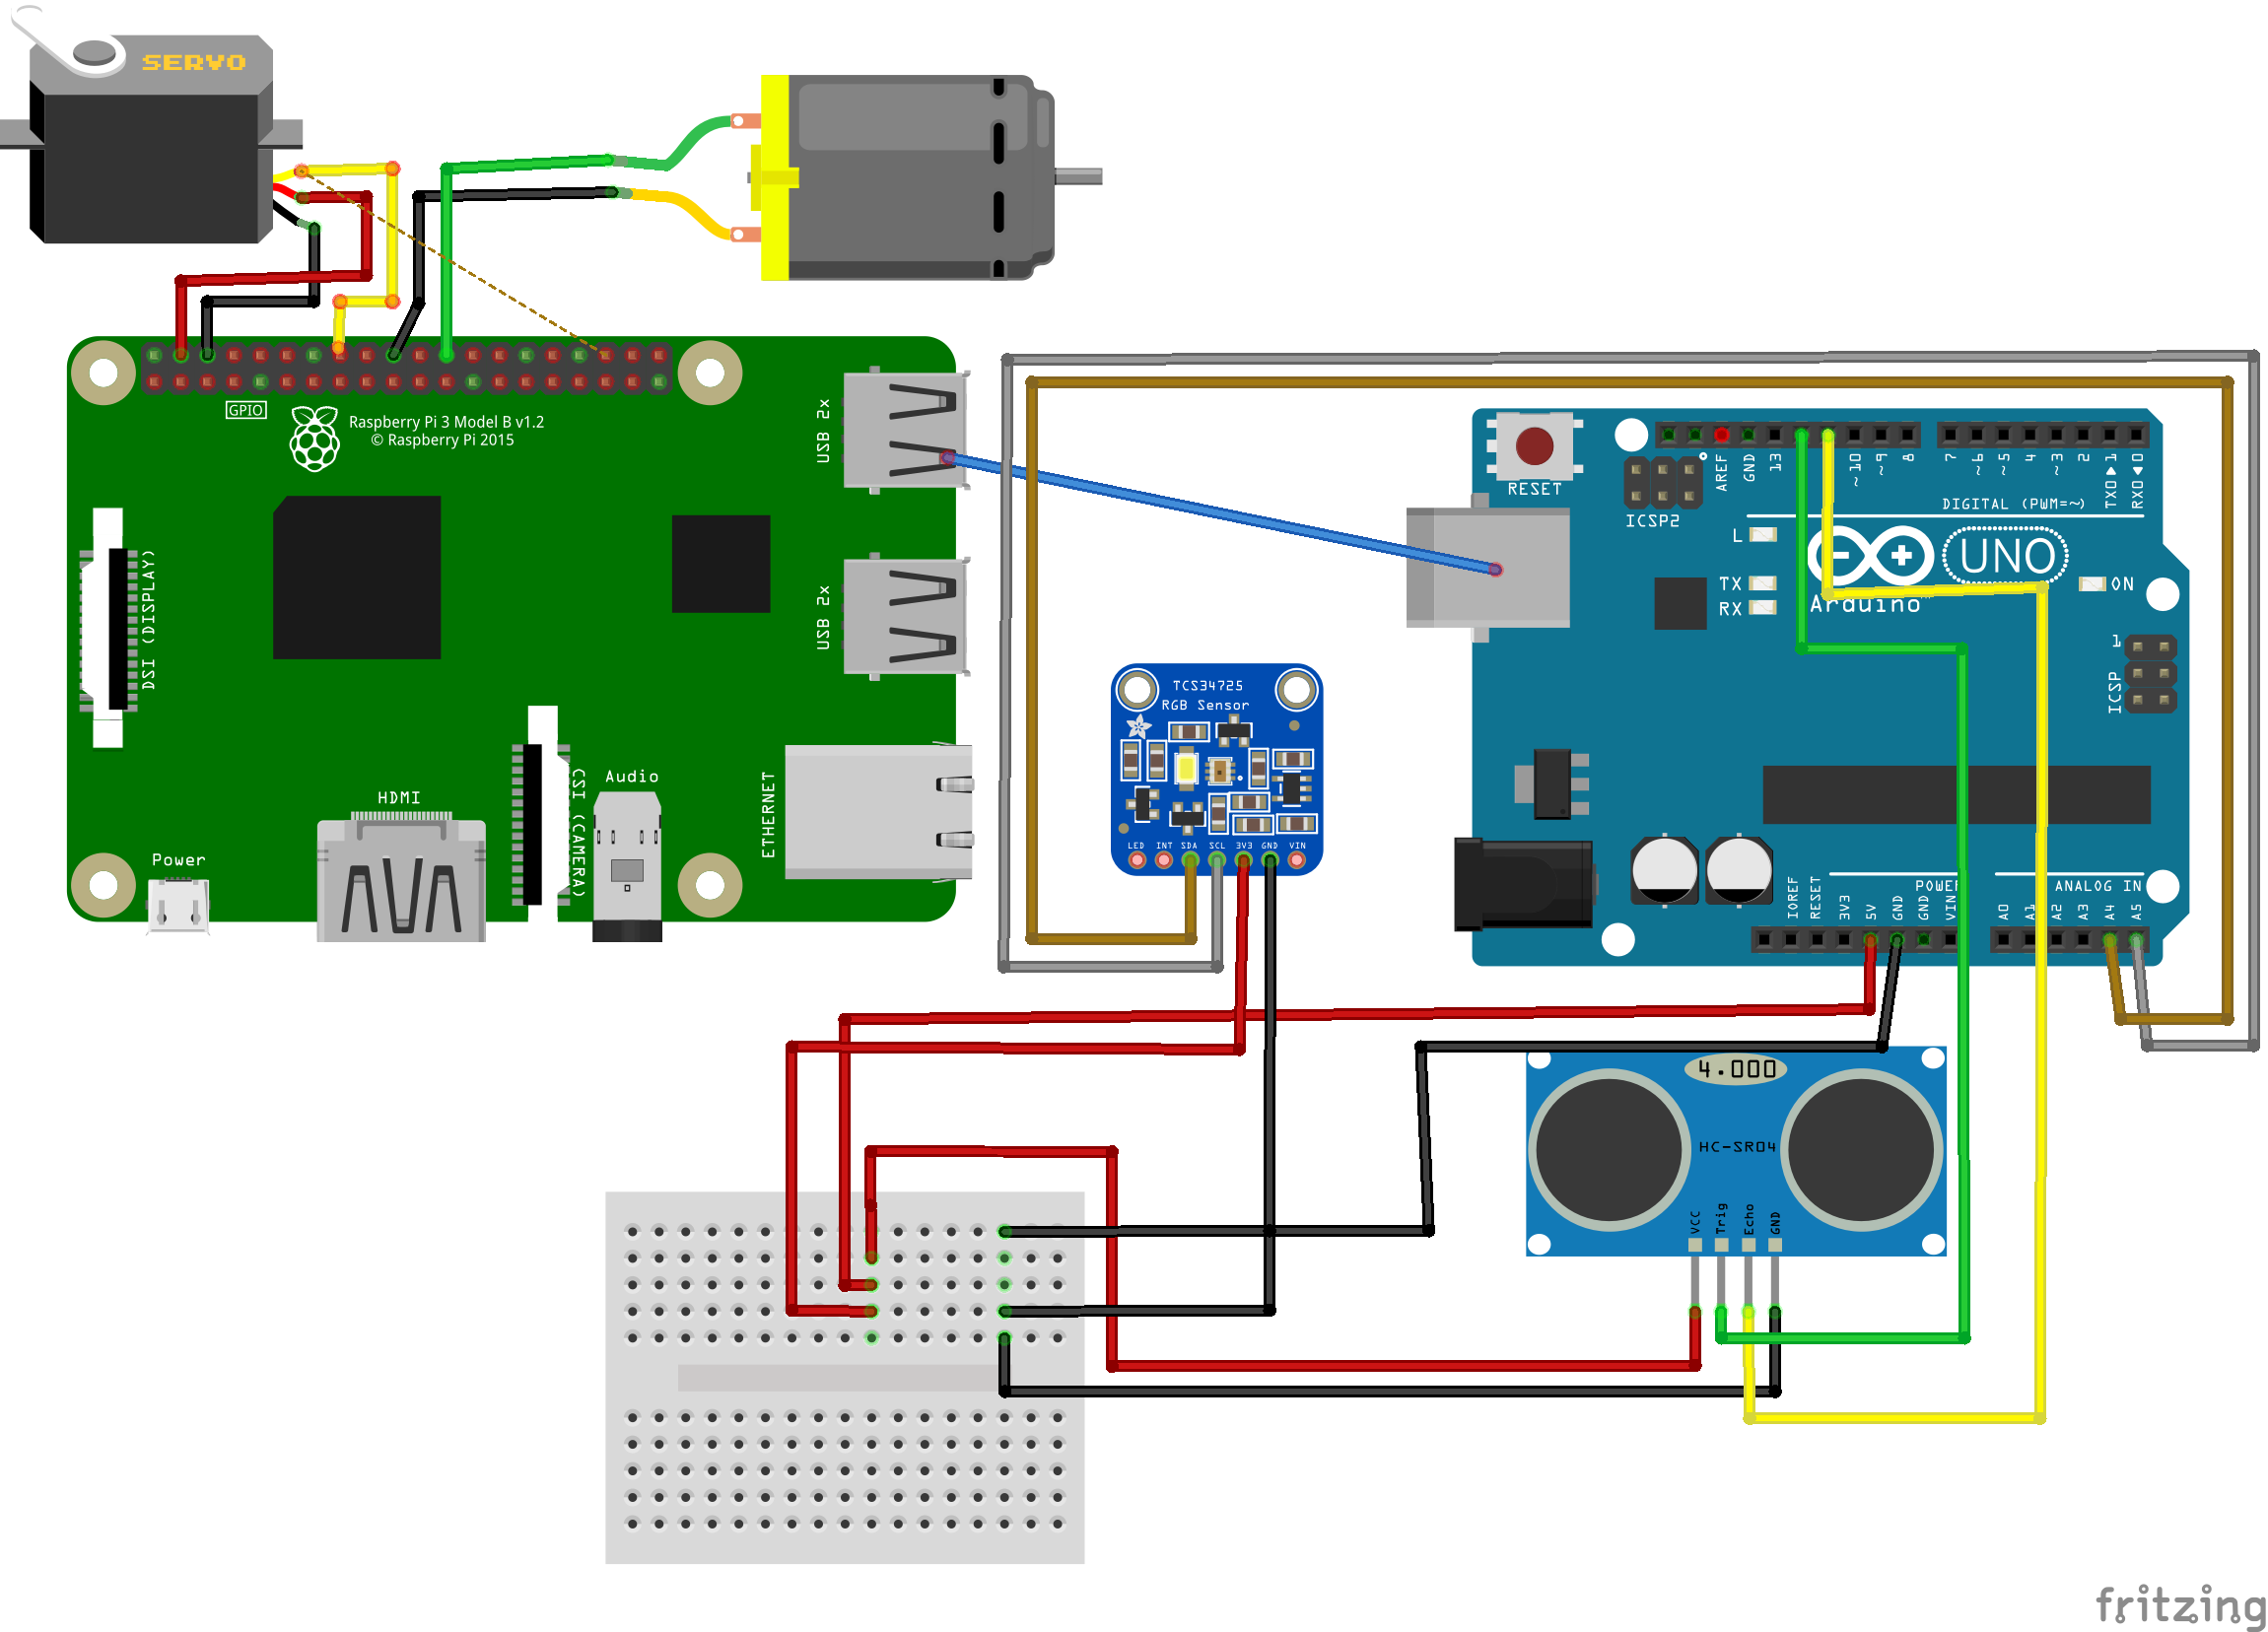 SERVO
GPIO
Raspberry Pi 3 Model B v1.2
© Raspberry Pi 2015
USB 2x
USB 2x
DSI (DISPLAY)
CSI (CAMERA)
Audio
ETHERNET
HDMI
Power
TCS34725
RGB Sensor
LED INT SDA SCL 3V3 GND VIN
RESET
ICSP2
AREF GND 13 ~10 ~9 8 7 ~6 ~5 4 ~3 2 TX0▶1 RX0◀0
DIGITAL (PWM=~)
L
TX
RX
UNO
ON
Arduino
1
ICSP
POWER
ANALOG IN
IOREF RESET 3V3 5V GND GND VIN A0 A1 A2 A3 A4 A5
4.000
HC-SR04
VCC Trig Echo GND
fritzing